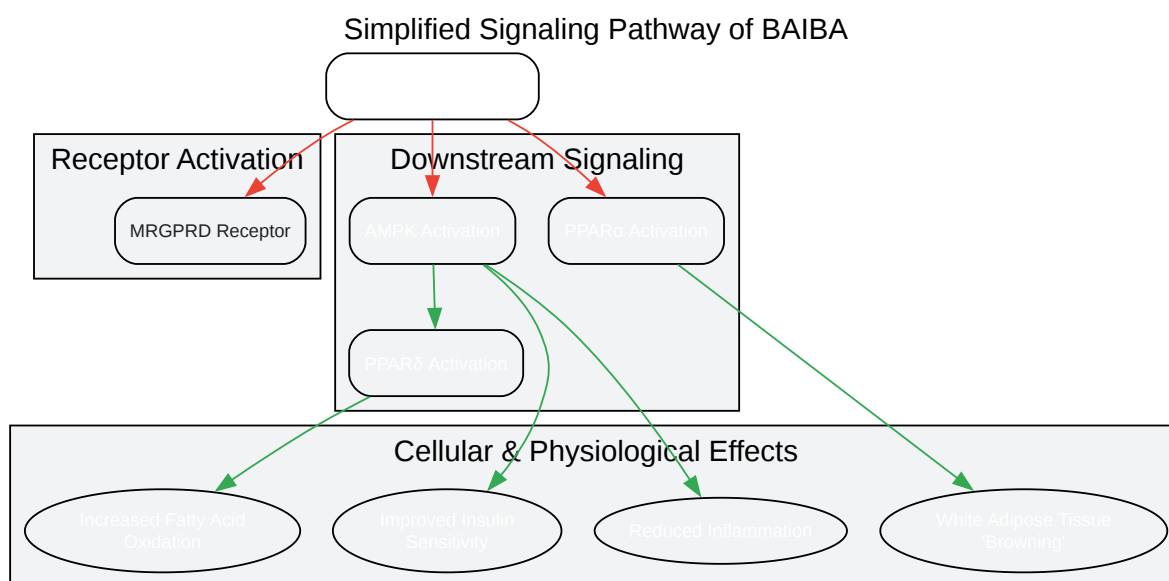 Simplified Signaling Pathway of BAIBA
Receptor Activation
Downstream Signaling
MRGPRD Receptor
AMPK Activation
PPARα Activation
PPARδ Activation
Cellular & Physiological Effects
Increased Fatty Acid
Oxidation
Improved Insulin
Sensitivity
Reduced Inflammation
White Adipose Tissue
'Browning'